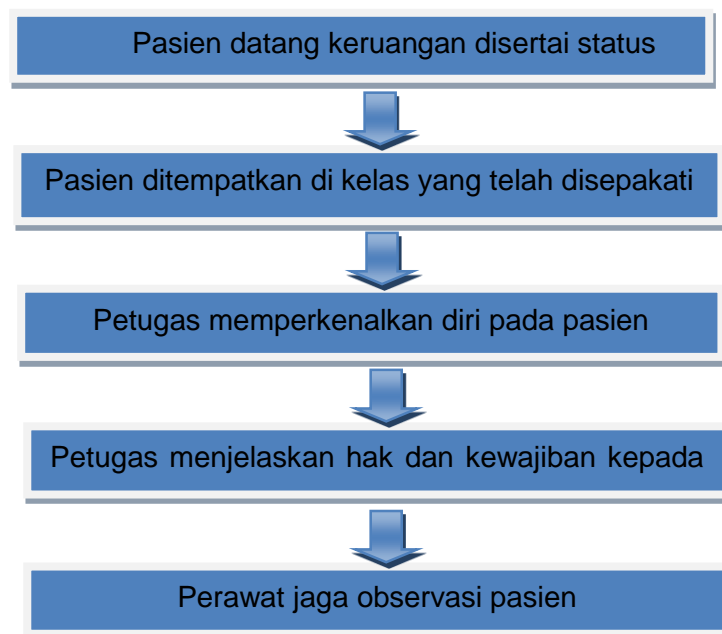 Pasien datang keruangan disertai status
Pasien ditempatkan di kelas yang telah disepakati
Petugas memperkenalkan diri pada pasien
Petugas menjelaskan hak dan kewajiban kepada
Perawat jaga observasi pasien